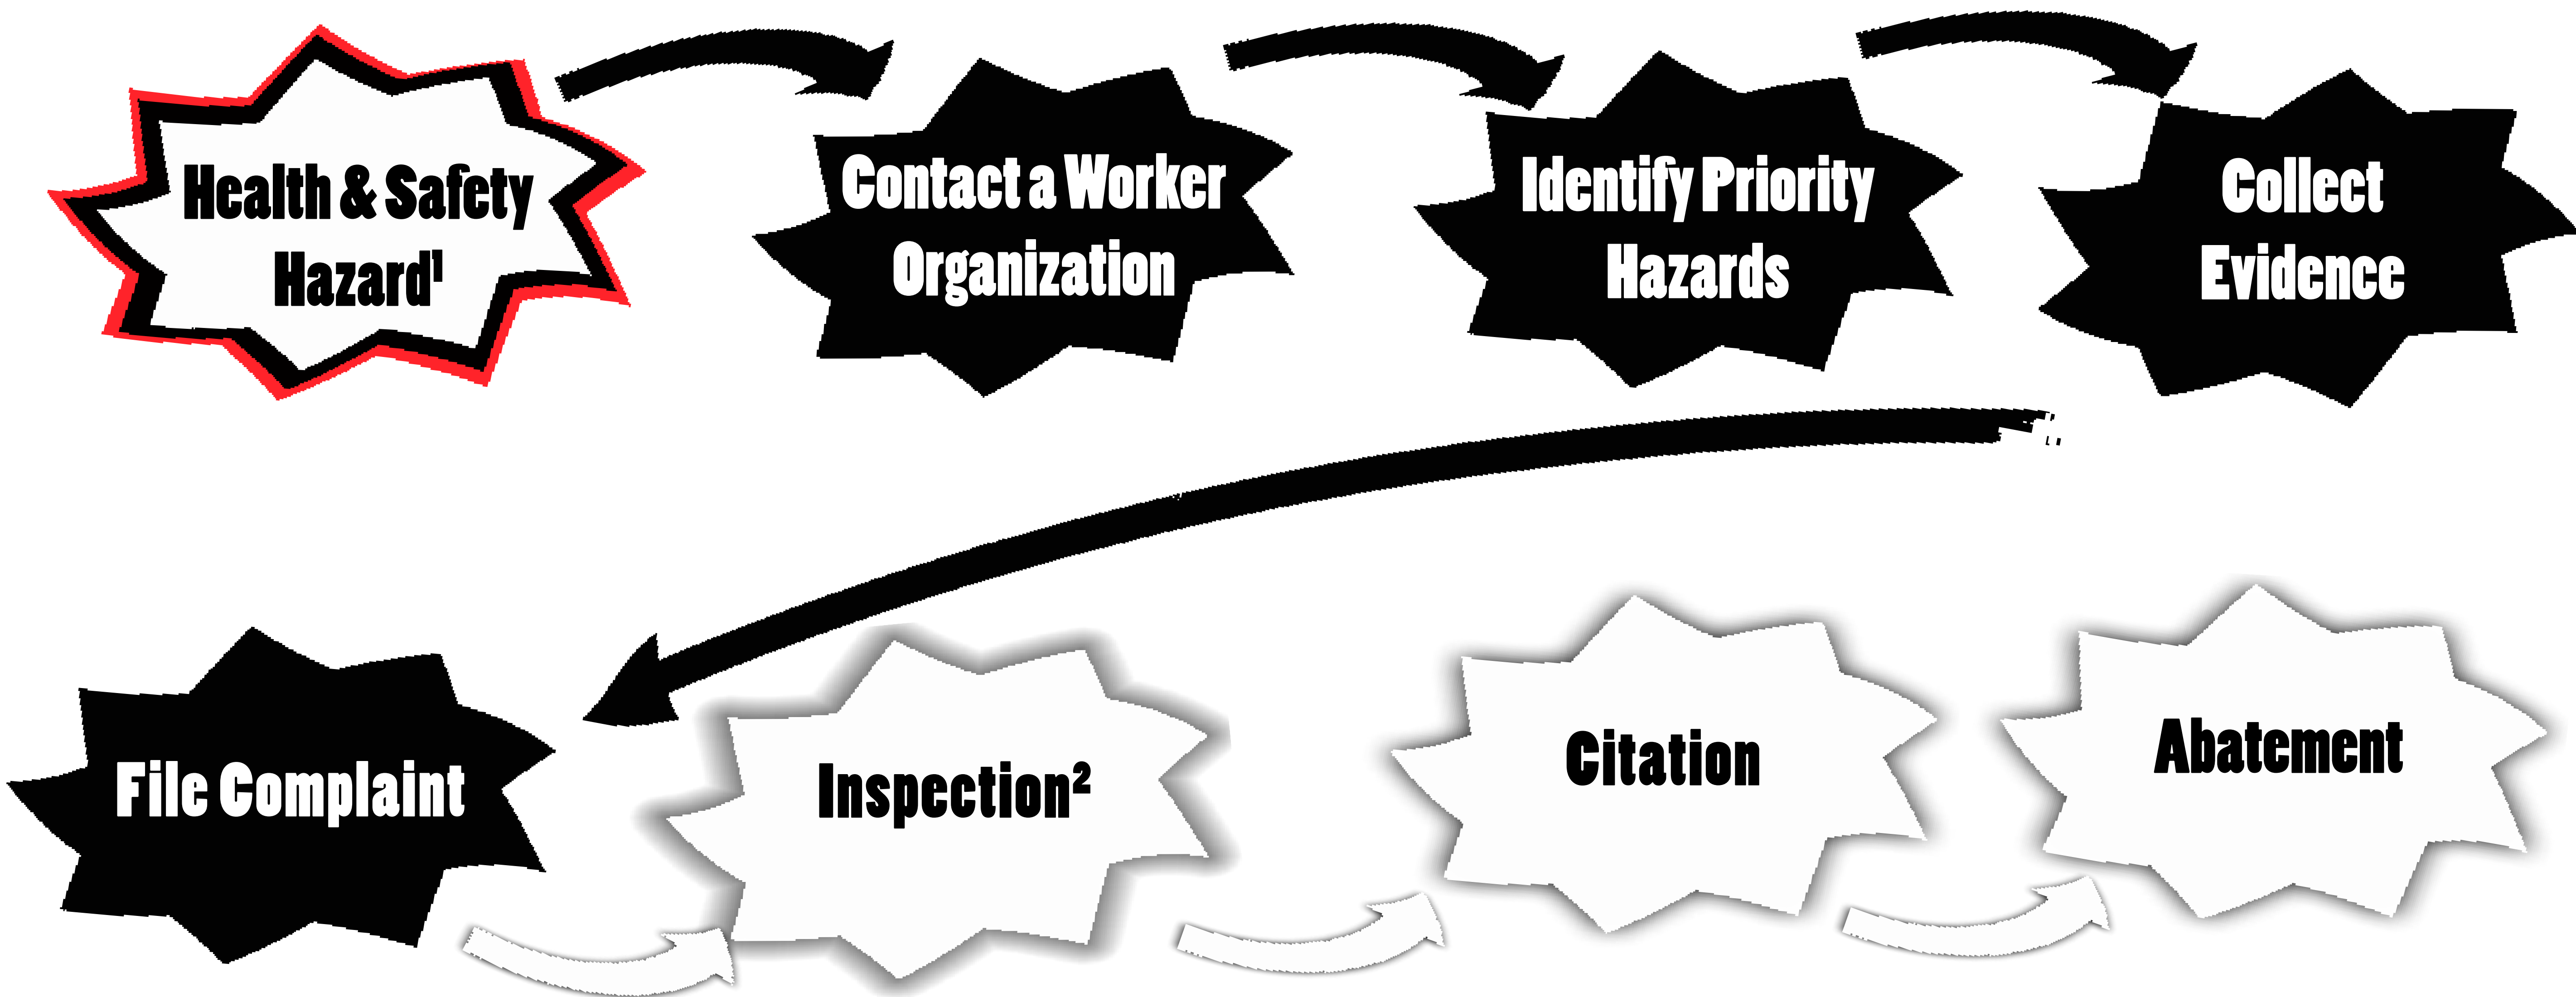 Health & Safety
Hazard¹
Contact a Worker
Organization
Identify Priority
Hazards
Collect
Evidence
File Complaint
Inspection²
Citation
Abatement